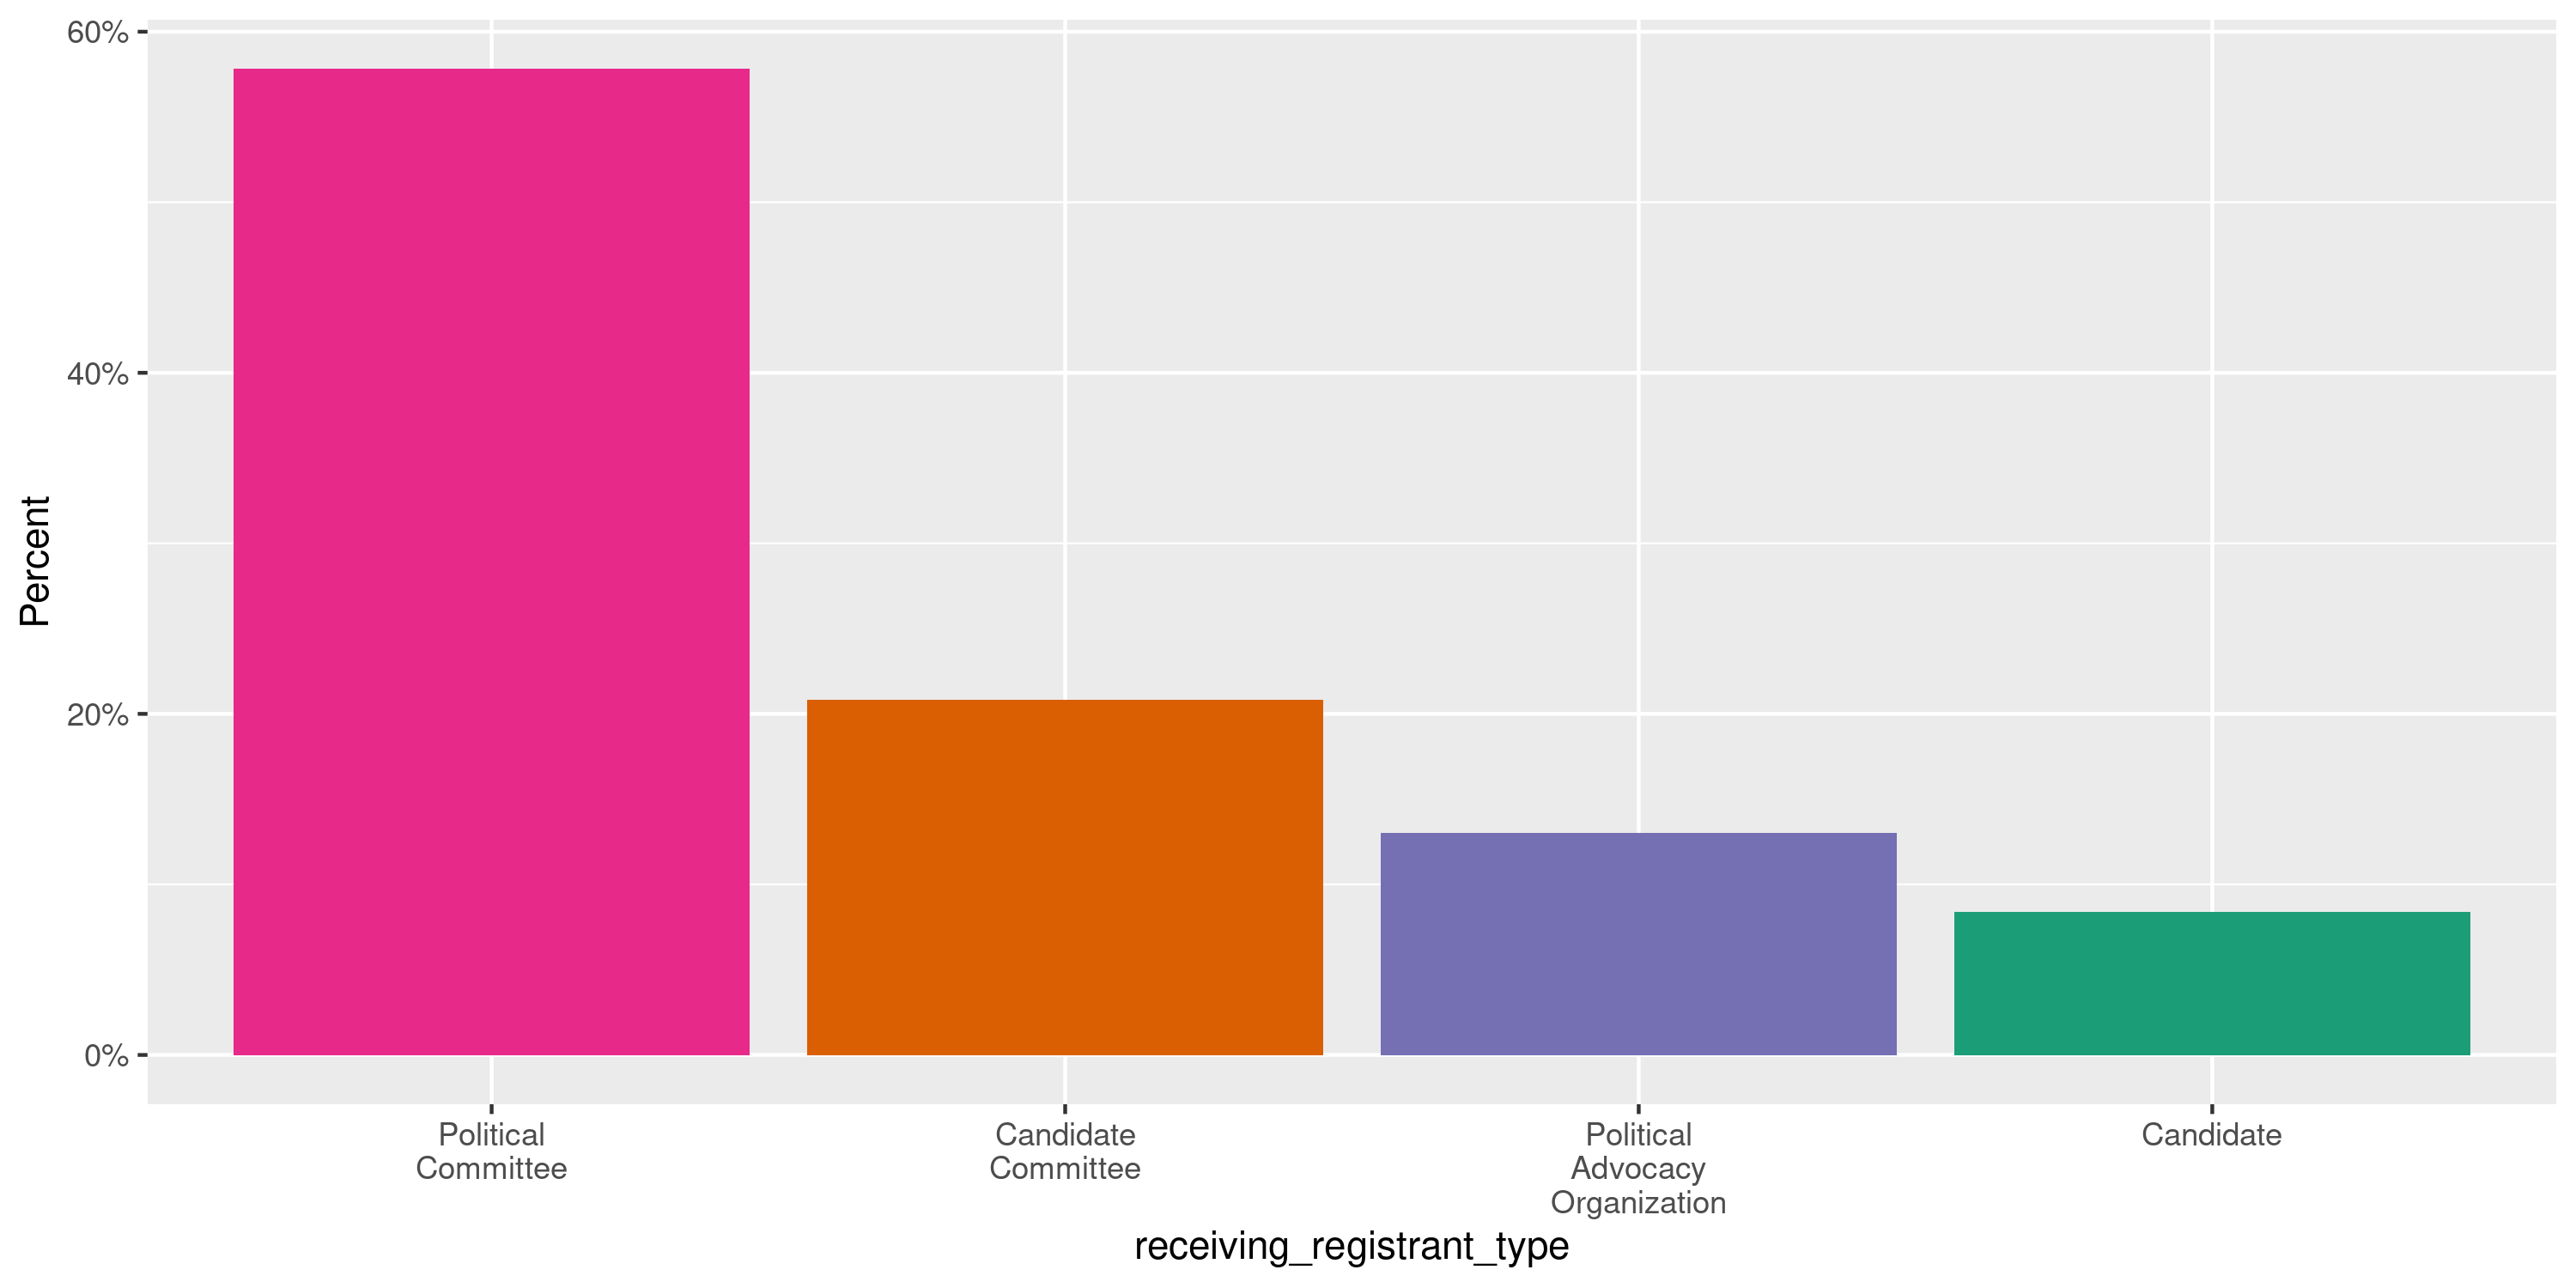 60%
40%
20%
0%
Percent
Political
Committee
Candidate
Committee
Political
Advocacy
Organization
Candidate
receiving_registrant_type